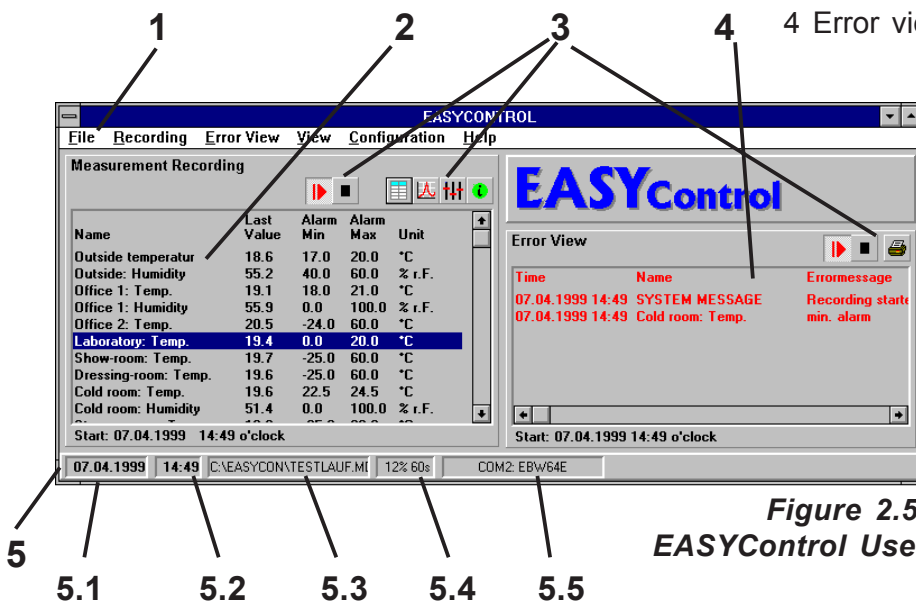 1 2 3 4 4 Error vie
EASYCONTROL
File Recording Error View View Configuration Help
Measurement Recording
EASYControl
Name Last Value Alarm Min Alarm Max Unit
Outside temperatur 18.6 17.0 20.0 °C
Outside: Humidity 55.2 40.0 60.0 % r.F.
Office 1: Temp. 19.1 18.0 21.0 °C
Office 1: Humidity 55.9 0.0 100.0 % r.F.
Office 2: Temp. 20.5 -24.0 60.0 °C
Laboratory: Temp. 19.4 0.0 20.0 °C
Show-room: Temp. 19.7 -25.0 60.0 °C
Dressing-room: Temp. 19.6 -25.0 60.0 °C
Cold room: Temp. 19.6 22.5 24.5 °C
Cold room: Humidity 51.4 0.0 100.0 % r.F.
Start: 07.04.1999 14:49 o'clock
Error View
Time Name Errormessage
07.04.1999 14:49 SYSTEM MESSAGE Recording starte
07.04.1999 14:49 Cold room: Temp. min. alarm
Start: 07.04.1999 14:49 o'clock
07.04.1999 14:49 C:\EASYCON\TESTLAUF.MD 12% 60s COM2: EBW64E
Figure 2.5
EASYControl Use
5
5.1 5.2 5.3 5.4 5.5